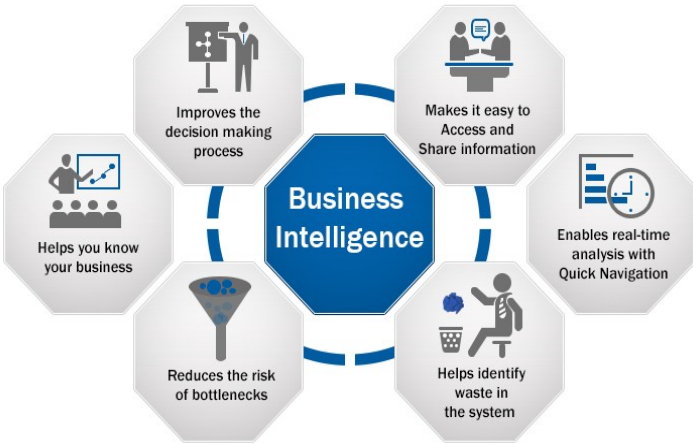 Improves the
decision making
process
Makes it easy to
Access and
Share information
Helps you know
your business
Business
Intelligence
Enables real-time
analysis with
Quick Navigation
Reduces the risk
of bottlenecks
Helps identify
waste in
the system